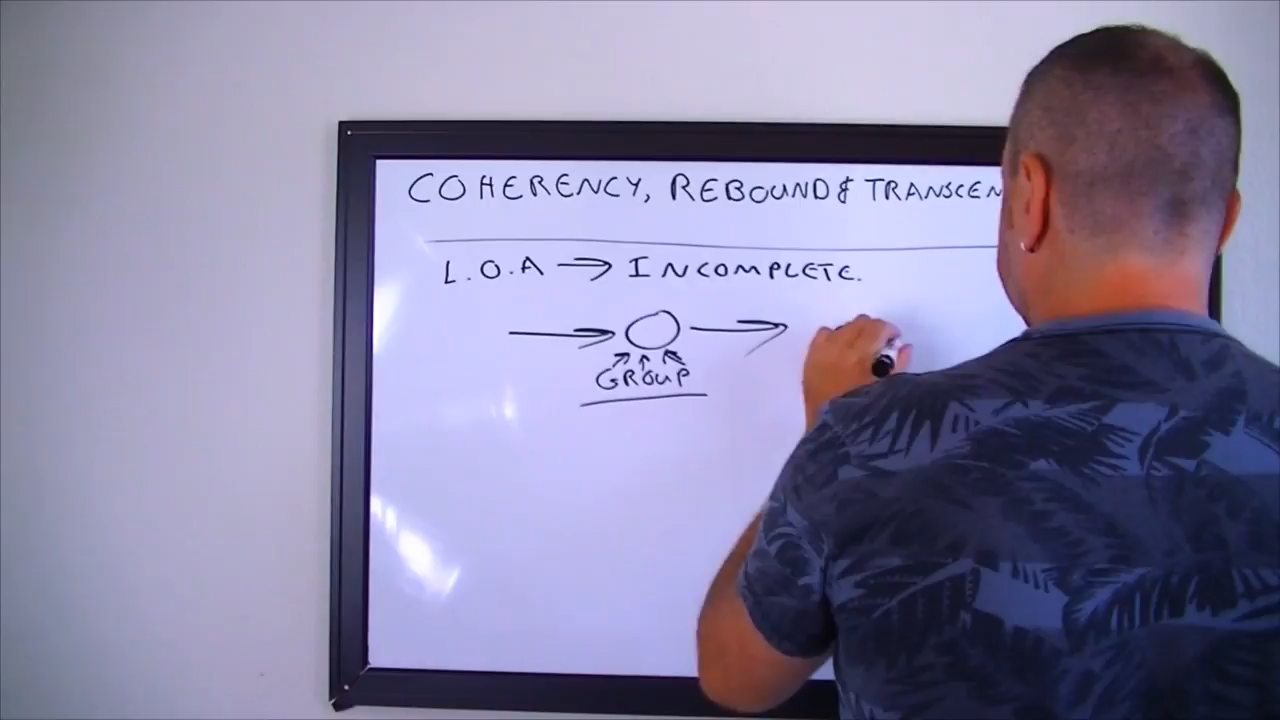 COHERENCY, REBOUND & TRANSCEN
L.O.A → INCOMPLETE.
GROUP